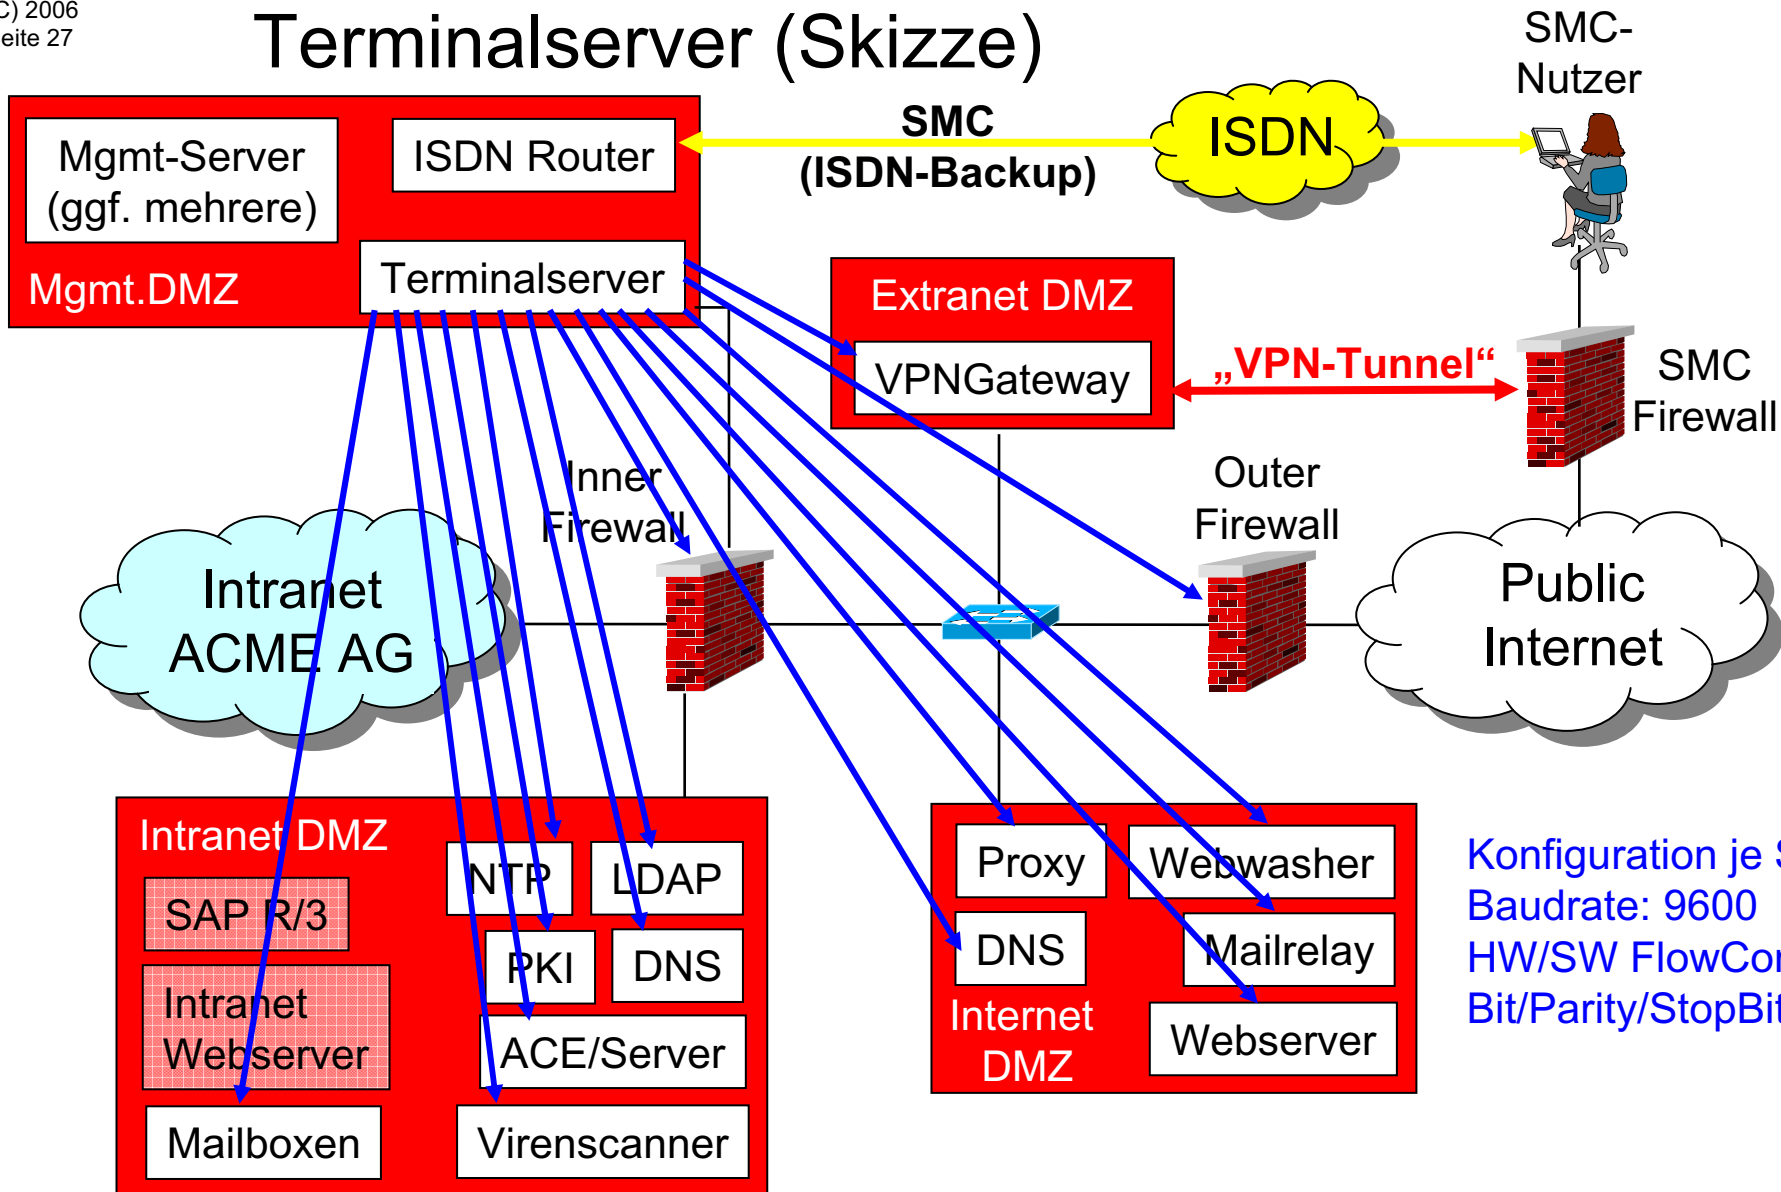 C) 2006
eite 27
Terminalserver (Skizze)
SMC-
Nutzer
Mgmt-Server
(ggf. mehrere)
ISDN Router
SMC
(ISDN-Backup)
ISDN
Terminalserver
Mgmt.DMZ
Extranet DMZ
VPNGateway
„VPN-Tunnel“
SMC
Firewall
Inner
Firewall
Outer
Firewall
Intranet
ACME AG
Public
Internet
Intranet DMZ
NTP
LDAP
SAP R/3
PKI
DNS
Intranet
Webserver
ACE/Server
Mailboxen
Virenscanner
Proxy
Webwasher
DNS
Mailrelay
Internet
DMZ
Webserver
Konfiguration je S
Baudrate: 9600
HW/SW FlowCon
Bit/Parity/StopBit